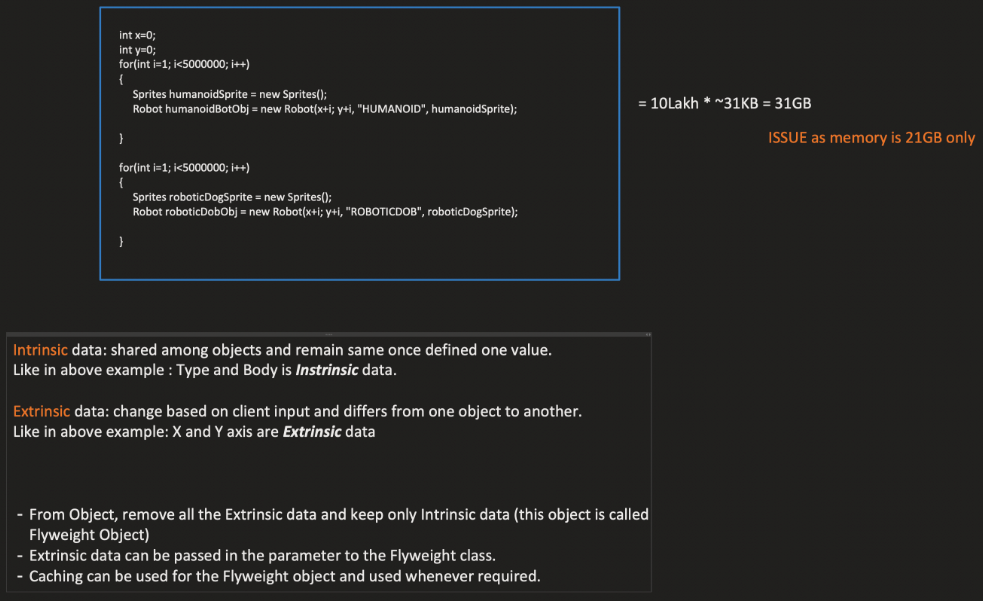 int x=0;
int y=0;
for(int i=1; i<5000000; i++)
{
Sprites humanoidSprite = new Sprites();
Robot humanoidBotObj = new Robot(x+i; y+i, "HUMANOID", humanoidSprite);
}
for(int i=1; i<5000000; i++)
{
Sprites roboticDogSprite = new Sprites();
Robot roboticDobObj = new Robot(x+i; y+i, "ROBOTICDOB", roboticDogSprite);
}
= 10Lakh * ~31KB = 31GB
ISSUE as memory is 21GB only
Intrinsic data: shared among objects and remain same once defined one value.
Like in above example : Type and Body is Instrinsic data.
Extrinsic data: change based on client input and differs from one object to another.
Like in above example: X and Y axis are Extrinsic data
- From Object, remove all the Extrinsic data and keep only Intrinsic data (this object is called
Flyweight Object)
- Extrinsic data can be passed in the parameter to the Flyweight class.
- Caching can be used for the Flyweight object and used whenever required.